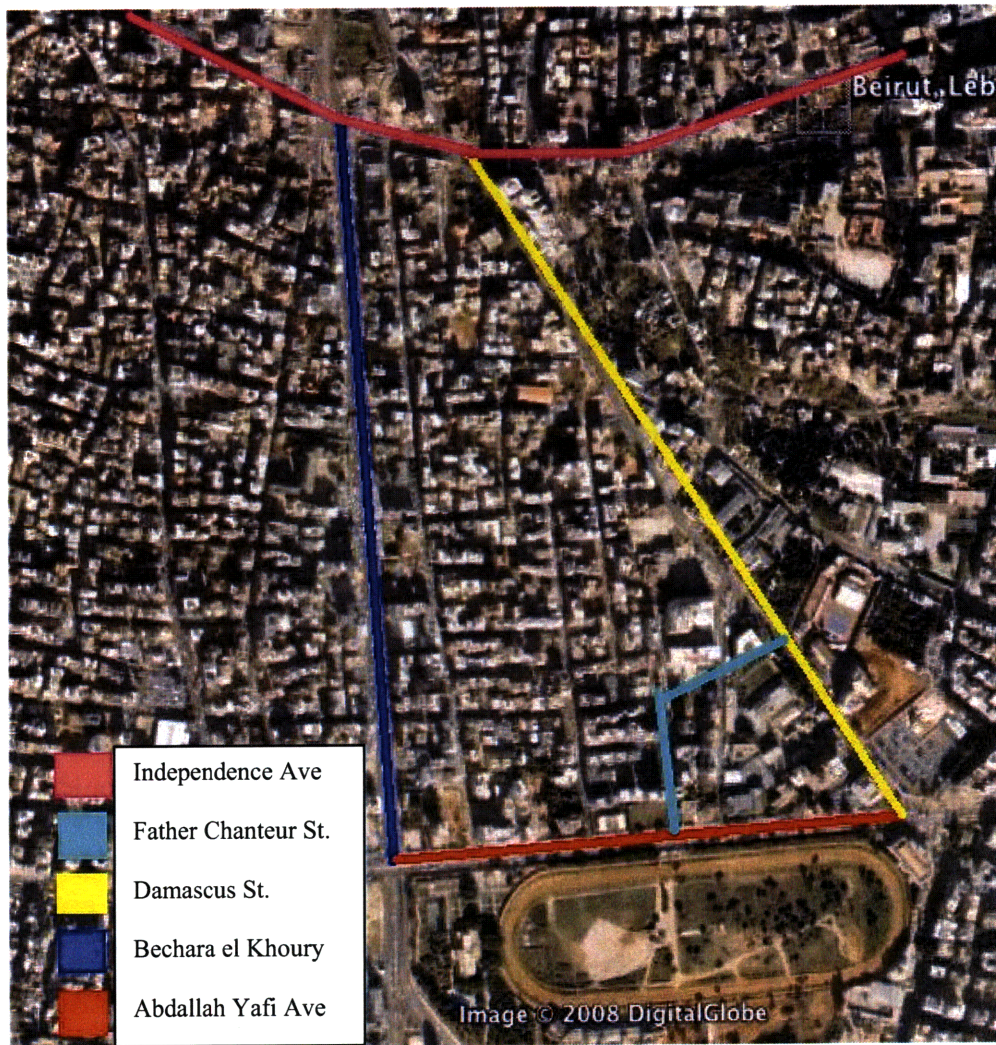 Beirut, Leb
Independence Ave
Father Chanteur St.
Damascus St.
Bechara el Khoury
Abdallah Yafi Ave
Image © 2008 DigitalGlobe